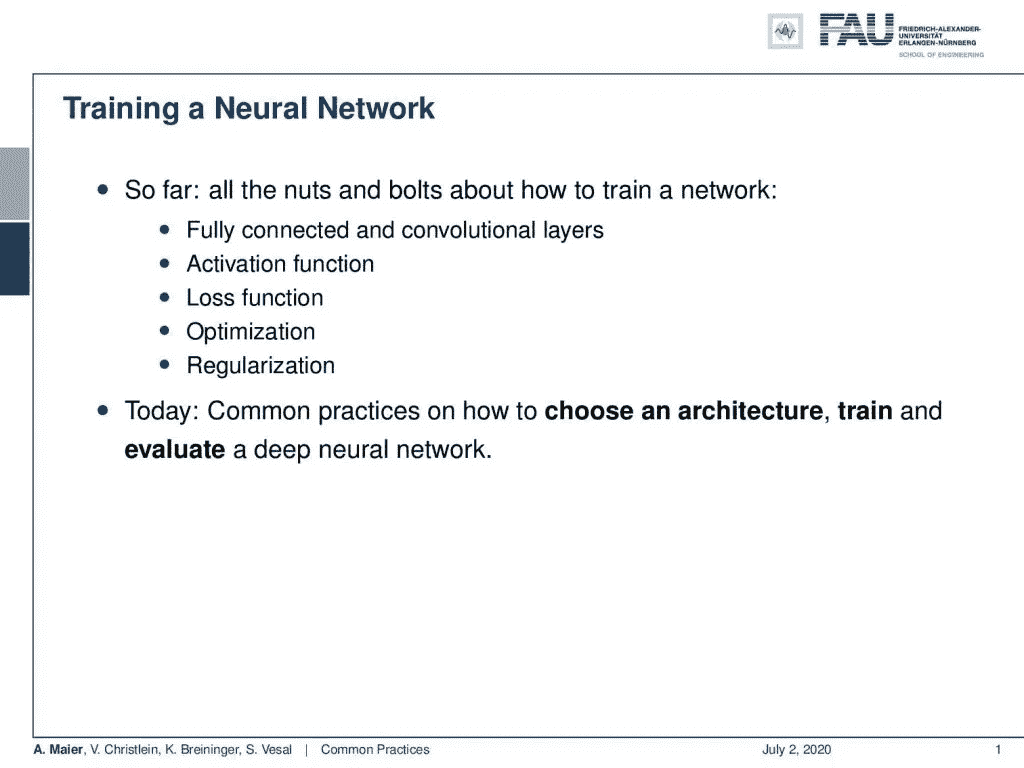 FAU
FRIEDRICH-ALEXANDER-
UNIVERSITÄT
ERLANGEN-NÜRNBERG
SCHOOL OF ENGINEERING
Training a Neural Network
• So far: all the nuts and bolts about how to train a network:
• Fully connected and convolutional layers
• Activation function
• Loss function
• Optimization
• Regularization
• Today: Common practices on how to choose an architecture, train and
evaluate a deep neural network.
A. Maier, V. Christlein, K. Breininger, S. Vesal | Common Practices July 2, 2020 1